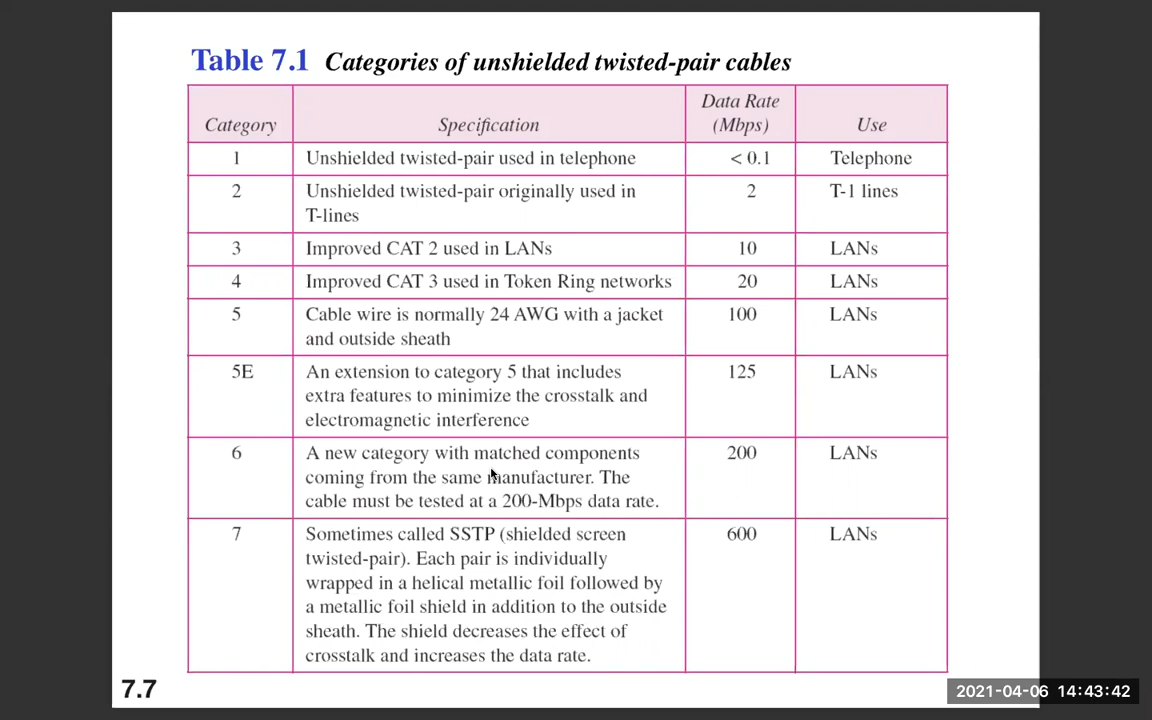 Table 7.1 Categories of unshielded twisted-pair cables
Category Specification Data Rate (Mbps) Use
1 Unshielded twisted-pair used in telephone < 0.1 Telephone
2 Unshielded twisted-pair originally used in 2 T-1 lines
T-lines
3 Improved CAT 2 used in LANs 10 LANs
4 Improved CAT 3 used in Token Ring networks 20 LANs
5 Cable wire is normally 24 AWG with a jacket 100 LANs
and outside sheath
5E An extension to category 5 that includes 125 LANs
extra features to minimize the crosstalk and
electromagnetic interference
6 A new category with matched components 200 LANs
coming from the same manufacturer. The
cable must be tested at a 200-Mbps data rate.
7 Sometimes called SSTP (shielded screen 600 LANs
twisted-pair). Each pair is individually
wrapped in a helical metallic foil followed by
a metallic foil shield in addition to the outside
sheath. The shield decreases the effect of
crosstalk and increases the data rate.
7.7
2021-04-06 14:43:42